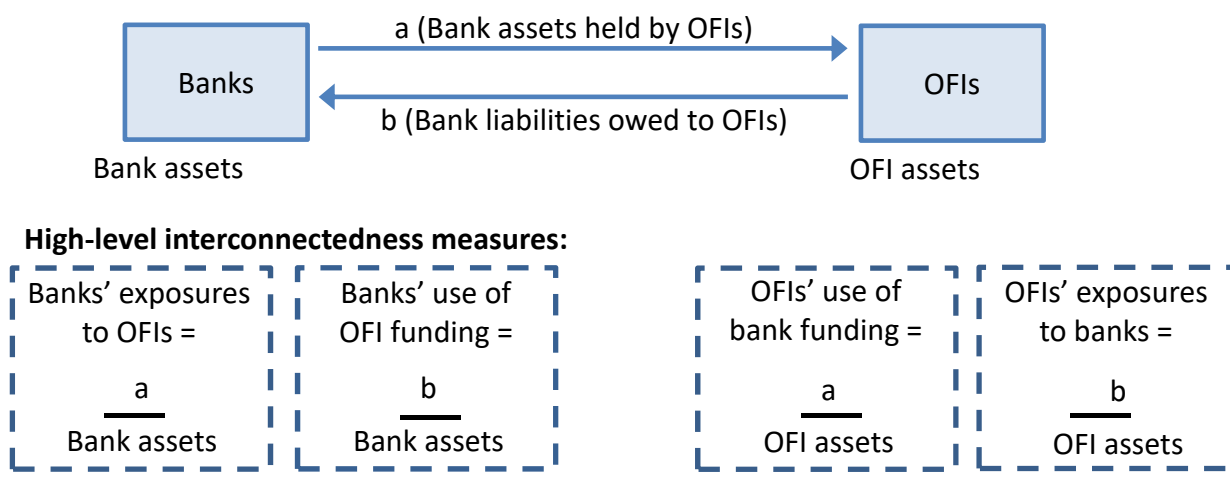 a (Bank assets held by OFIs)
Banks
OFIs
b (Bank liabilities owed to OFIs)
Bank assets
OFI assets
High-level interconnectedness measures:
Banks’ exposures
to OFIs =
a
Bank assets
Banks’ use of
OFI funding =
b
Bank assets
OFIs’ use of
bank funding =
a
OFI assets
OFIs’ exposures
to banks =
b
OFI assets